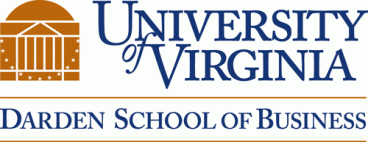 UNIVERSITY
of VIRGINIA
DARDEN SCHOOL OF BUSINESS